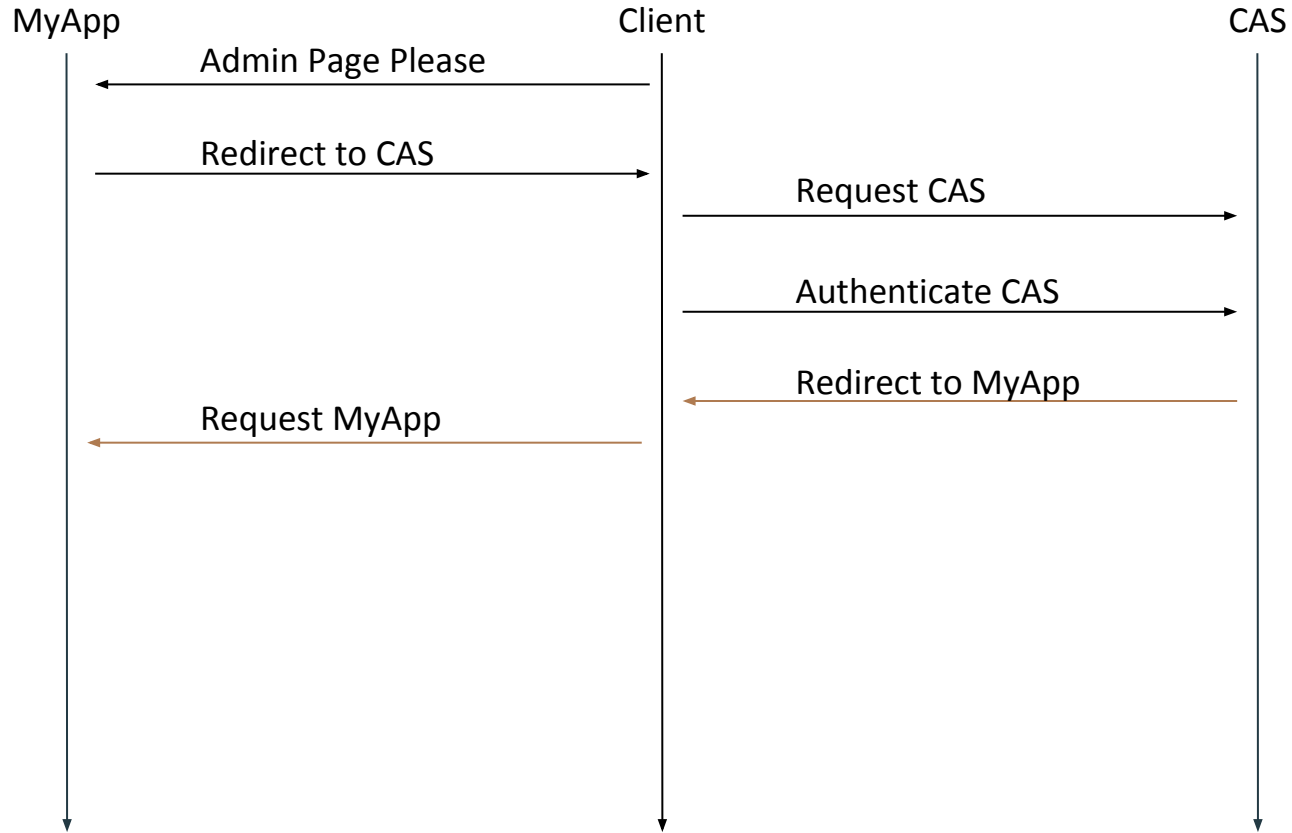 MyApp
Client
CAS
Admin Page Please
Redirect to CAS
Request CAS
Authenticate CAS
Redirect to MyApp
Request MyApp